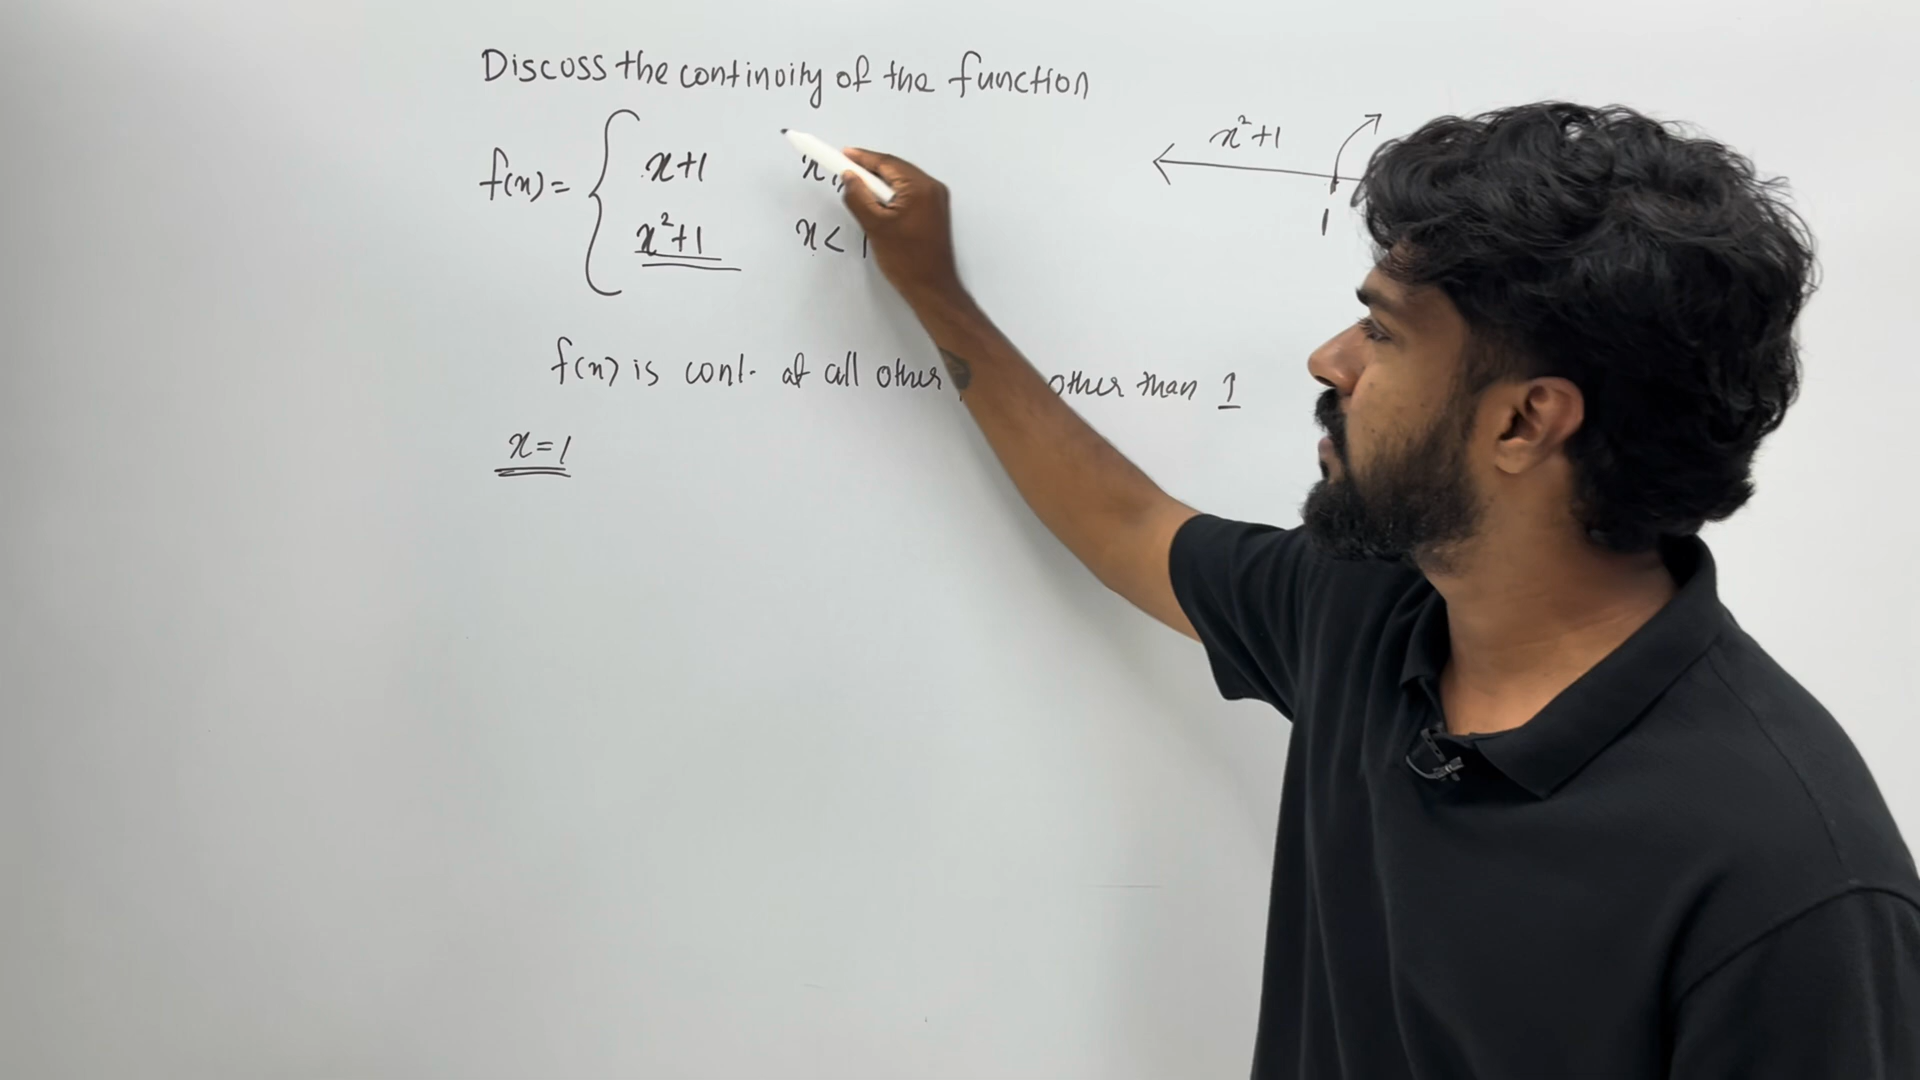 Discuss the continuity of the function
f(x) = { x+1
x²+1 x < 1
f(x) is cont. at all other other than 1
x = 1
x²+1
1